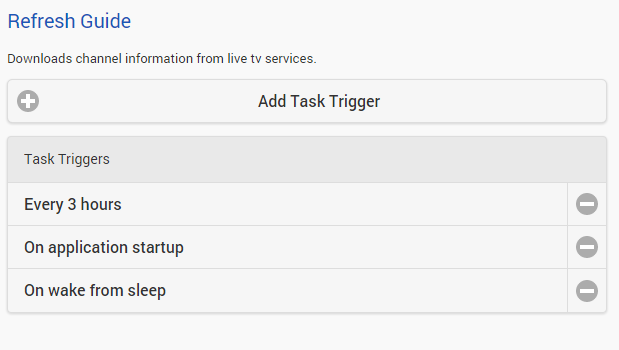 Refresh Guide
Downloads channel information from live tv services.
Add Task Trigger
Task Triggers
Every 3 hours
On application startup
On wake from sleep